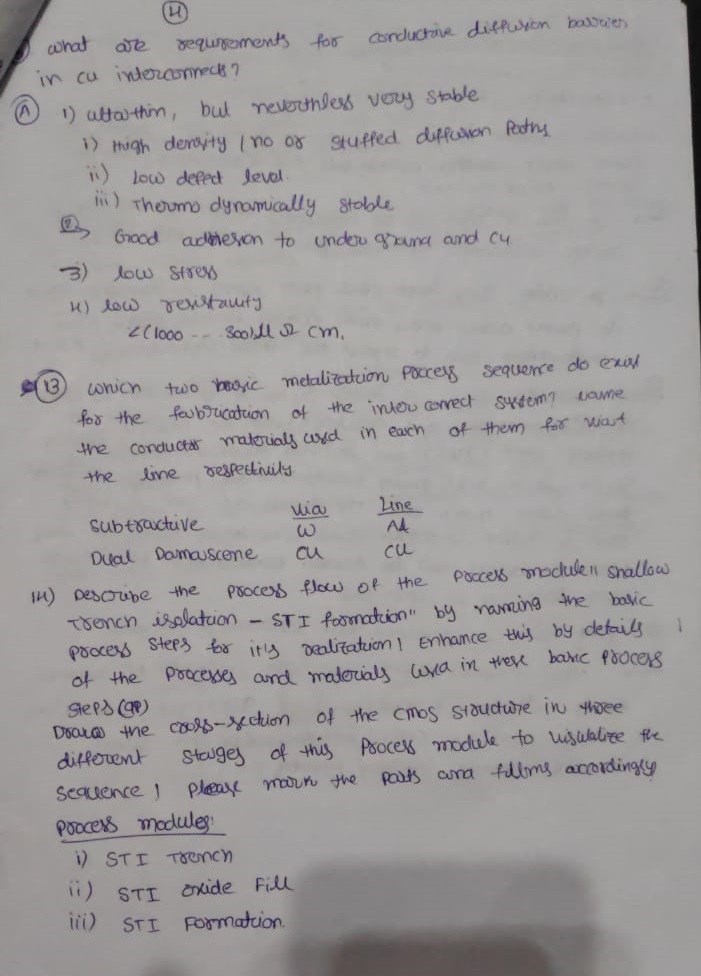 (4)
what are requirements for conductive diffusion barrier
in cu interconnects?
(A) 1) ultrathin, but nevertheless very stable
i) High density / no or stuffed diffusion Paths
ii) Low defect level.
iii) Thermo dynamically stable
2) Good adhesion to under ground and cu
3) low stress
4) low resistauity
<(1000 -- 300) μ Ω cm.
(13) which two basic metalization process sequence do exist
for the feubrication of the inter connect system? name
the conductor materials used in each of them for via &
the line respectivily.
via Line
Subtractive W Al
Dual Damascene cu cu
14) Describe the process flow of the process module " shallow
Trench isolation - STI formation" by naming the basic
process steps for it's realization! Enhance this by details
of the processes and materials used in these basic process
steps (9P)
Draw the cross-section of the cmos structure in three
different stages of this process module to visualize the
sequence! please mark the parts and fillms accordingly
process modules:
i) STI Trench
ii) STI oxide Fill
iii) STI Formation.